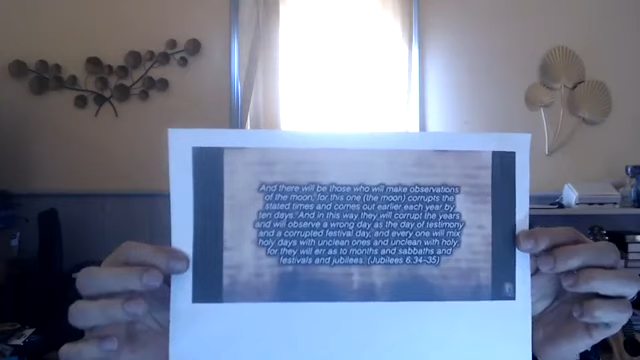 And there will be those who will make observations
of the moon, for this one (the moon) corrupts the
stated times and comes out earlier each year by
ten days. And in this way they will corrupt the years
and will observe a wrong day as the day of testimony
and a corrupted festival day, and every one will mix
holy days with unclean ones and unclean with holy,
for they will err as to months and sabbaths and
festivals and jubilees. (Jubilees 6.34-35)